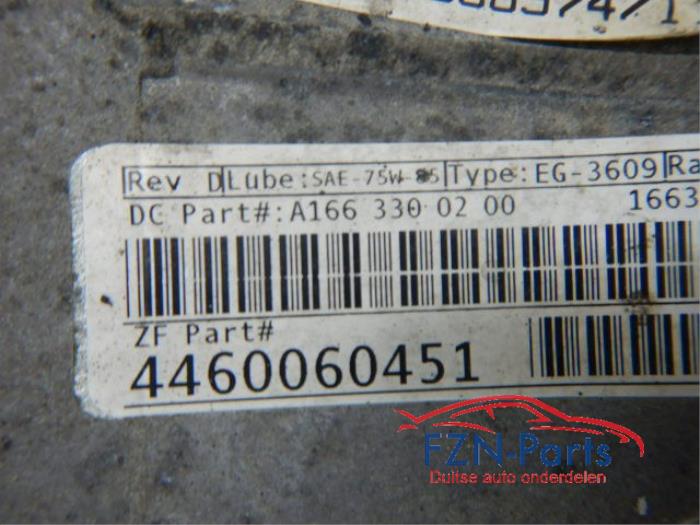 Rev D Lube:SAE-75W-85 Type:EG-3609
DC Part#:A166 330 02 00 1663
ZF Part#
4460060451
FZN-Parts
Duitse auto onderdelen